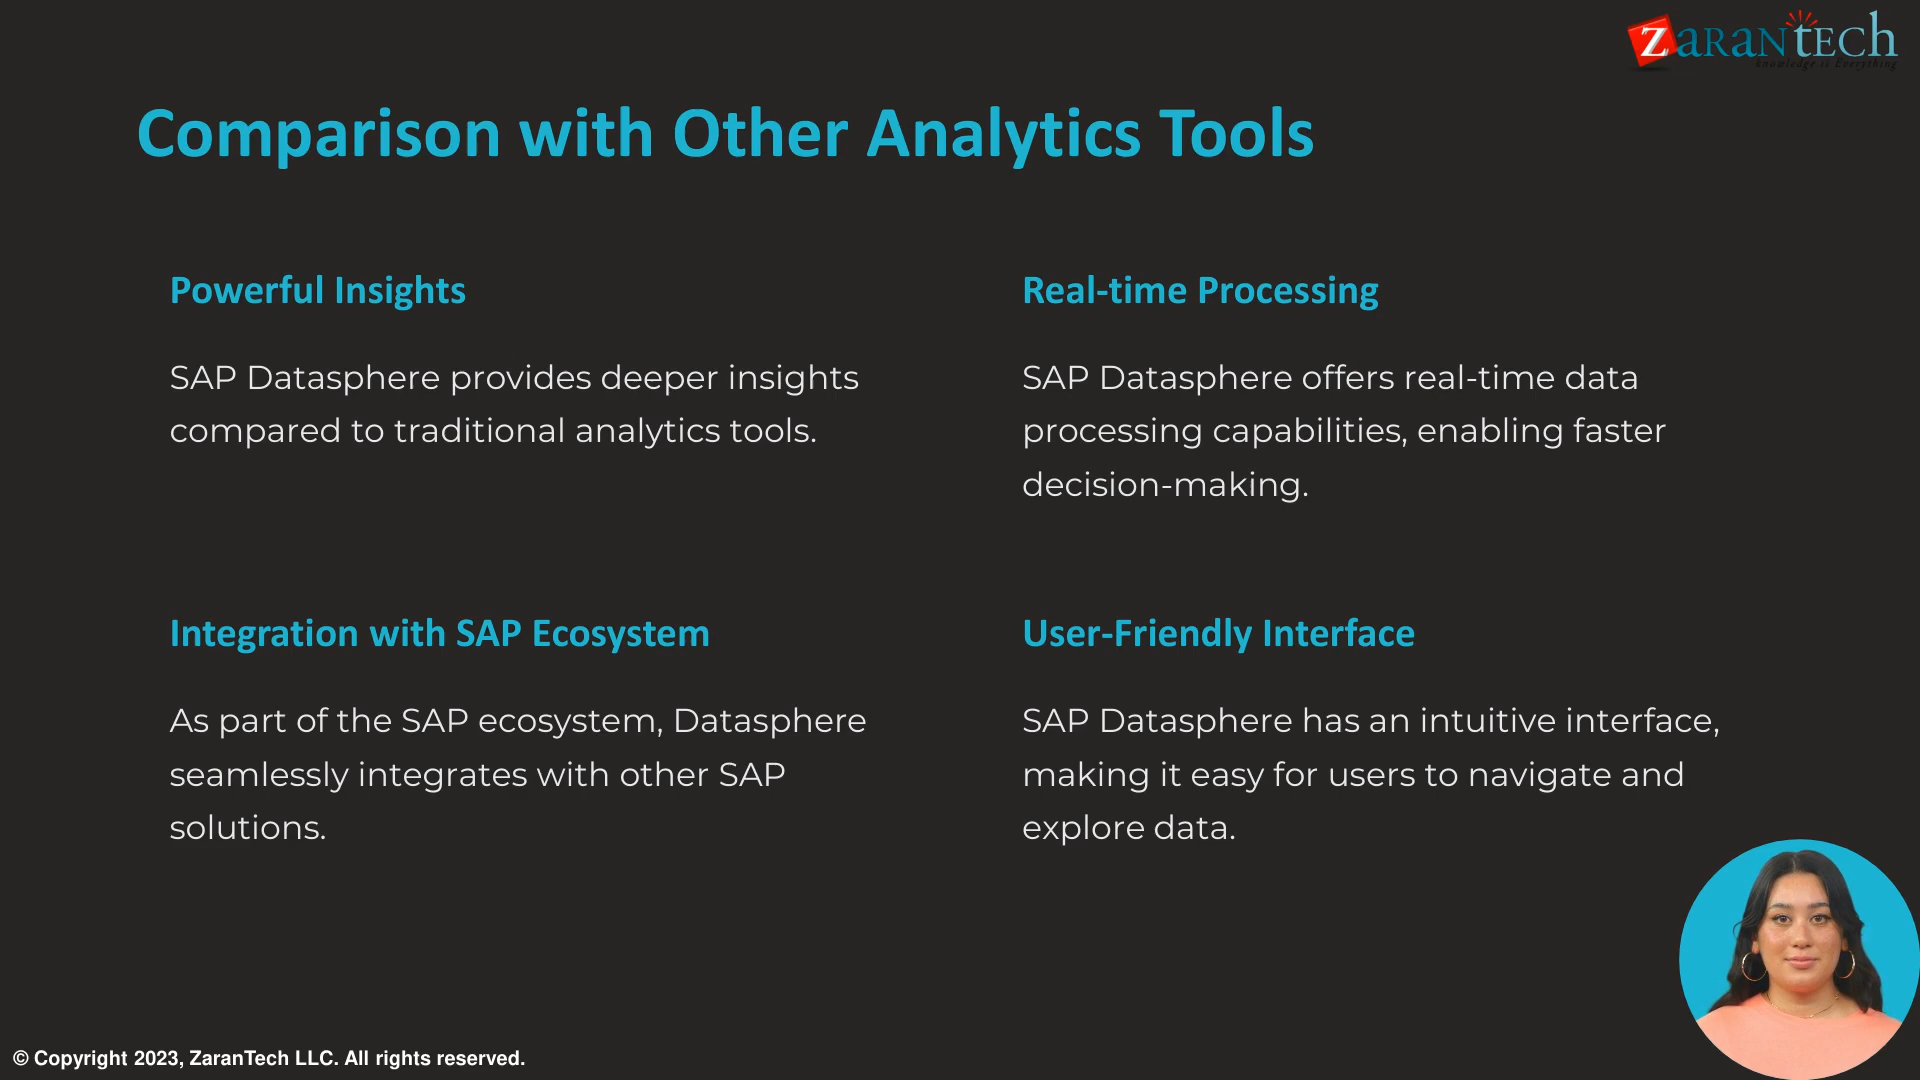 ZaranTech
knowledge is Everything
Comparison with Other Analytics Tools
Powerful Insights
SAP Datasphere provides deeper insights
compared to traditional analytics tools.
Real-time Processing
SAP Datasphere offers real-time data
processing capabilities, enabling faster
decision-making.
Integration with SAP Ecosystem
As part of the SAP ecosystem, Datasphere
seamlessly integrates with other SAP
solutions.
User-Friendly Interface
SAP Datasphere has an intuitive interface,
making it easy for users to navigate and
explore data.
© Copyright 2023, ZaranTech LLC. All rights reserved.